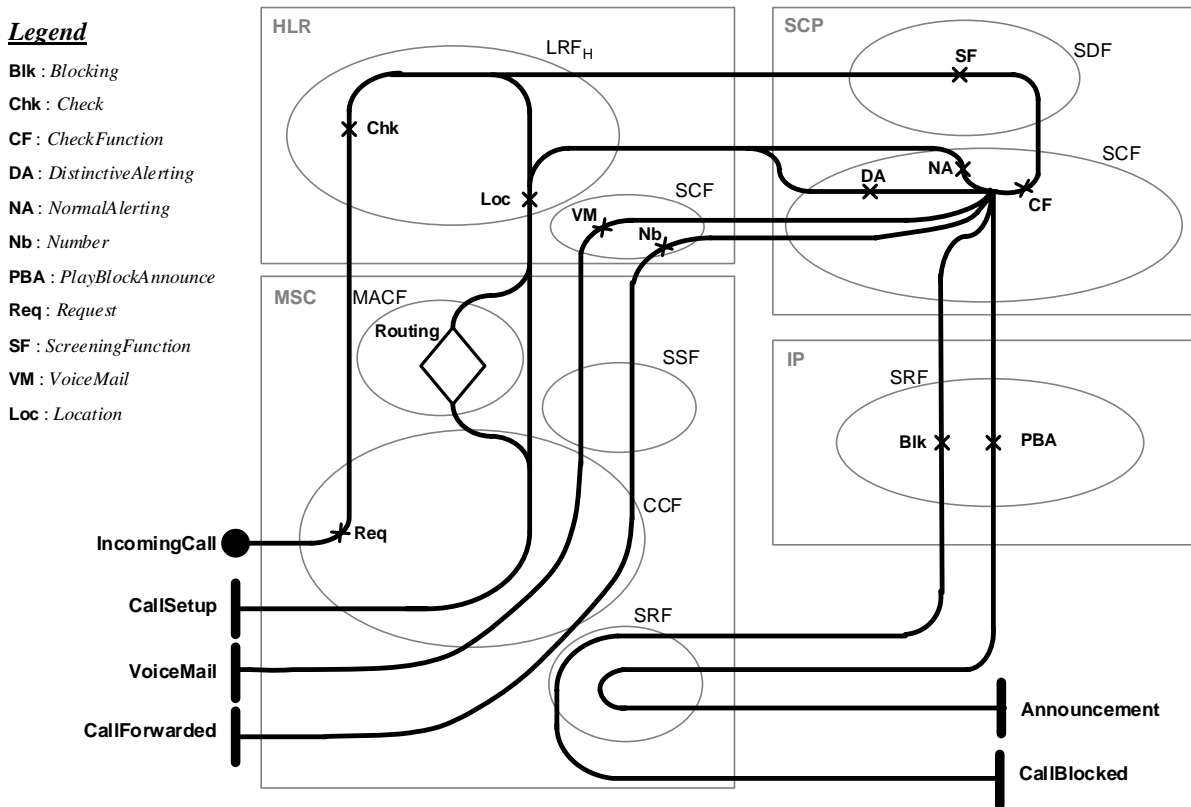 Legend
Blk : Blocking
Chk : Check
CF : CheckFunction
DA : DistinctiveAlerting
NA : NormalAlerting
Nb : Number
PBA : PlayBlockAnnounce
Req : Request
SF : ScreeningFunction
VM : VoiceMail
Loc : Location
HLR
LRFH
Chk
Loc
SCF
VM
Nb
SCP
SF
SDF
SCF
NA
DA
CF
MSC
MACF
Routing
SSF
CCF
Req
SRF
IP
SRF
Blk
PBA
IncomingCall
CallSetup
VoiceMail
CallForwarded
Announcement
CallBlocked